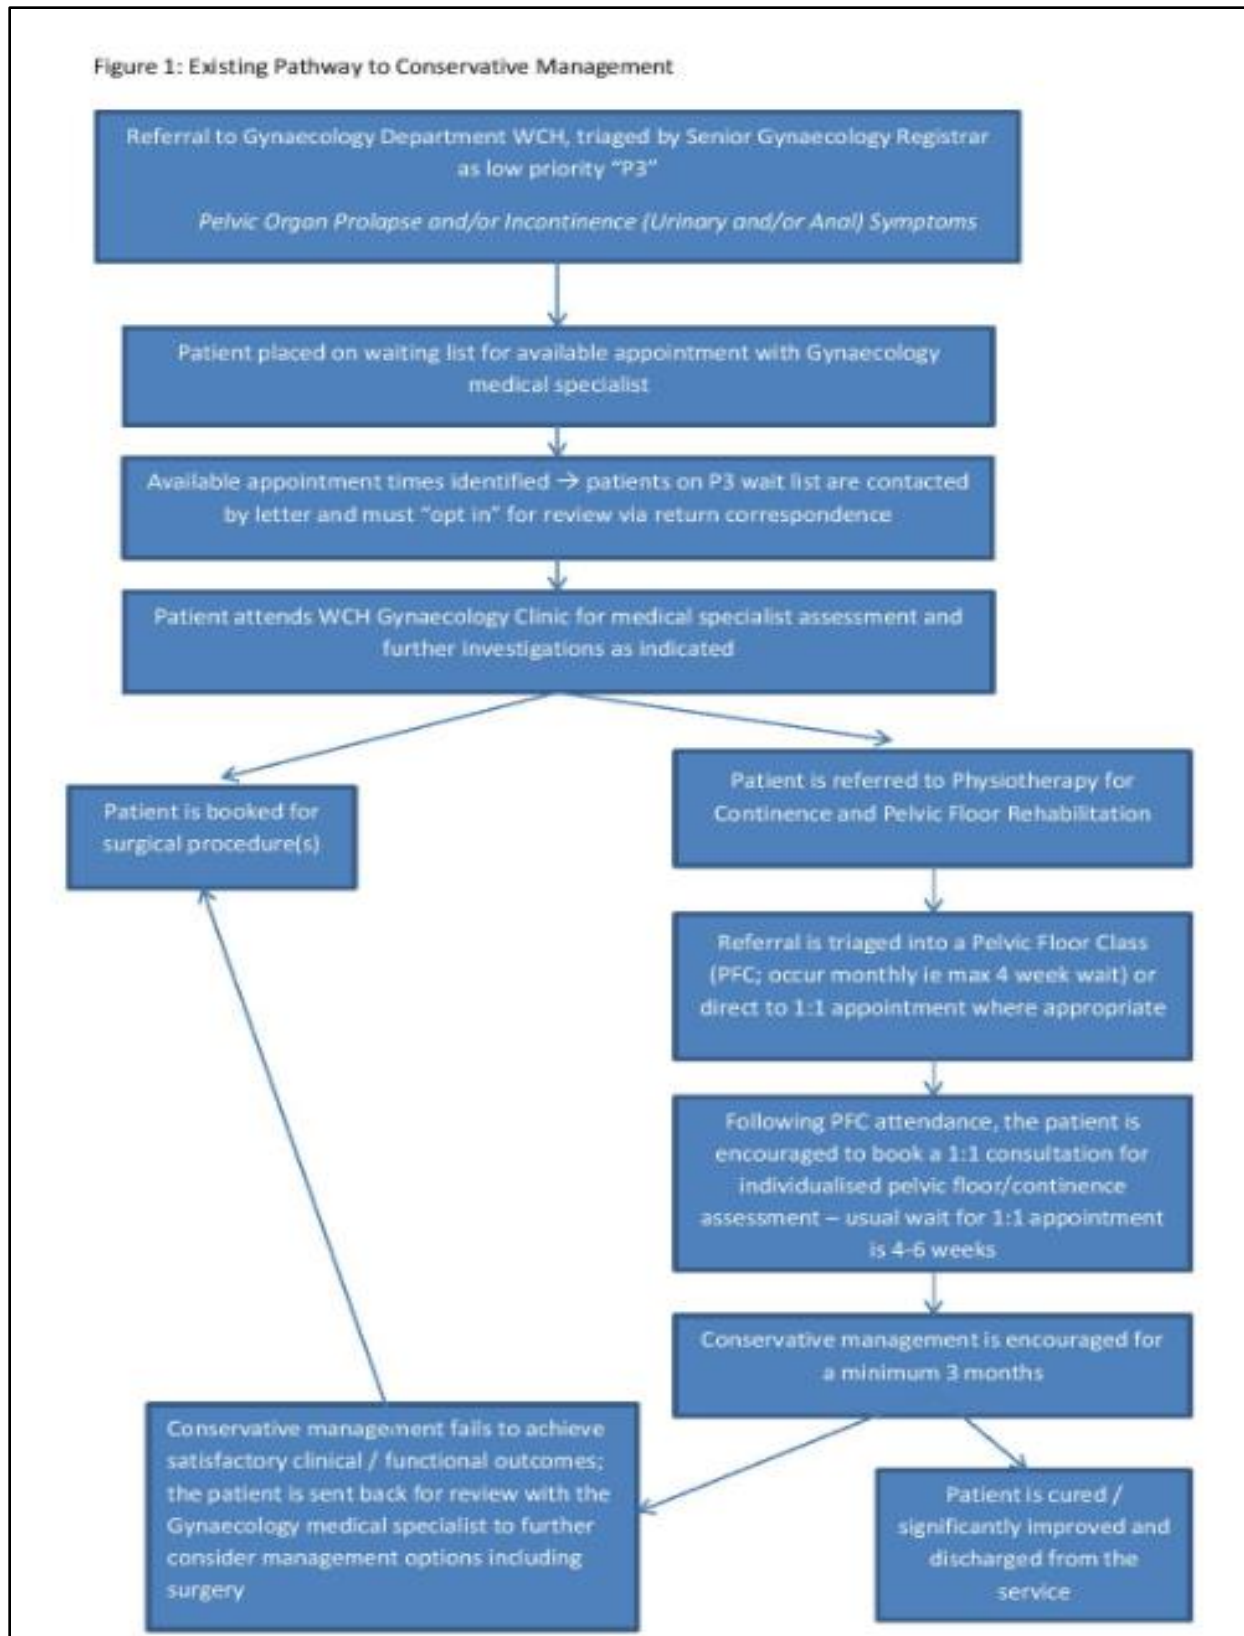 Figure 1: Existing Pathway to Conservative Management
Referral to Gynaecology Department WCH, triaged by Senior Gynaecology Registrar
as low priority “P3”
Pelvic Organ Prolapse and/or Incontinence (Urinary and/or Anal) Symptoms
Patient placed on waiting list for available appointment with Gynaecology
medical specialist
Available appointment times identified → patients on P3 wait list are contacted
by letter and must “opt in” for review via return correspondence
Patient attends WCH Gynaecology Clinic for medical specialist assessment and
further investigations as indicated
Patient is booked for
surgical procedure(s)
Patient is referred to Physiotherapy for
Continence and Pelvic Floor Rehabilitation
Referral is triaged into a Pelvic Floor Class
(PFC; occur monthly ie max 4 week wait) or
direct to 1:1 appointment where appropriate
Following PFC attendance, the patient is
encouraged to book a 1:1 consultation for
individualised pelvic floor/continence
assessment – usual wait for 1:1 appointment
is 4-6 weeks
Conservative management is encouraged for
a minimum 3 months
Conservative management fails to achieve
satisfactory clinical / functional outcomes;
the patient is sent back for review with the
Gynaecology medical specialist to further
consider management options including
surgery
Patient is cured /
significantly improved and
discharged from the
service